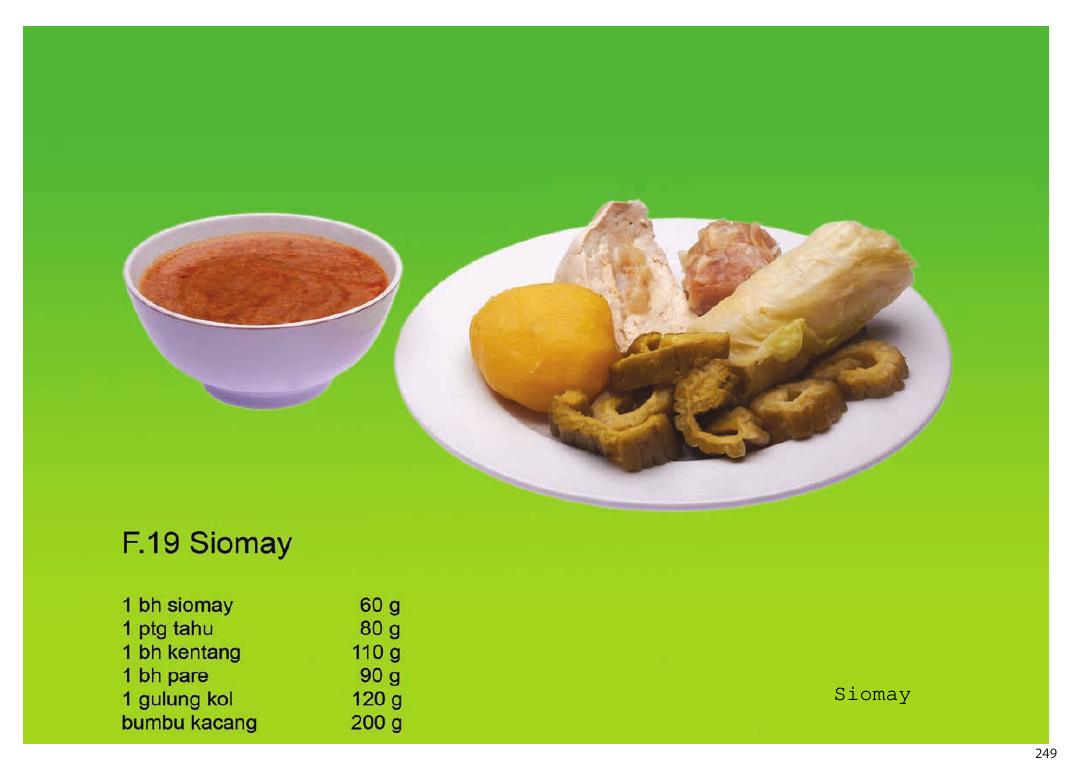 F.19 Siomay
1 bh siomay 60 g
1 ptg tahu 80 g
1 bh kentang 110 g
1 bh pare 90 g
1 gulung kol 120 g
bumbu kacang 200 g
Siomay
249